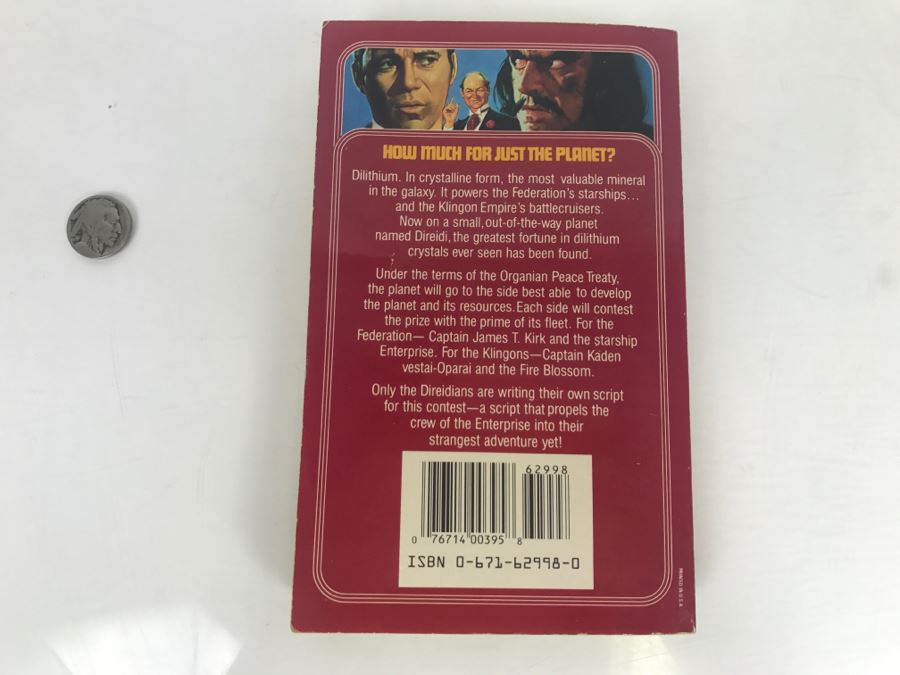 HOW MUCH FOR JUST THE PLANET?
Dilithium. In crystalline form, the most valuable mineral
in the galaxy. It powers the Federation's starships...
and the Klingon Empire's battlecruisers.
Now on a small, out-of-the-way planet
named Direidi, the greatest fortune in dilithium
crystals ever seen has been found.
Under the terms of the Organian Peace Treaty,
the planet will go to the side best able to develop
the planet and its resources. Each side will contest
the prize with the prime of its fleet. For the
Federation— Captain James T. Kirk and the starship
Enterprise. For the Klingons—Captain Kaden
vestai-Oparai and the Fire Blossom.
Only the Direidians are writing their own script
for this contest—a script that propels the
crew of the Enterprise into their
strangest adventure yet!
62998
0 76714 00395 8
ISBN 0-671-62998-0
PRINTED IN U.S.A.